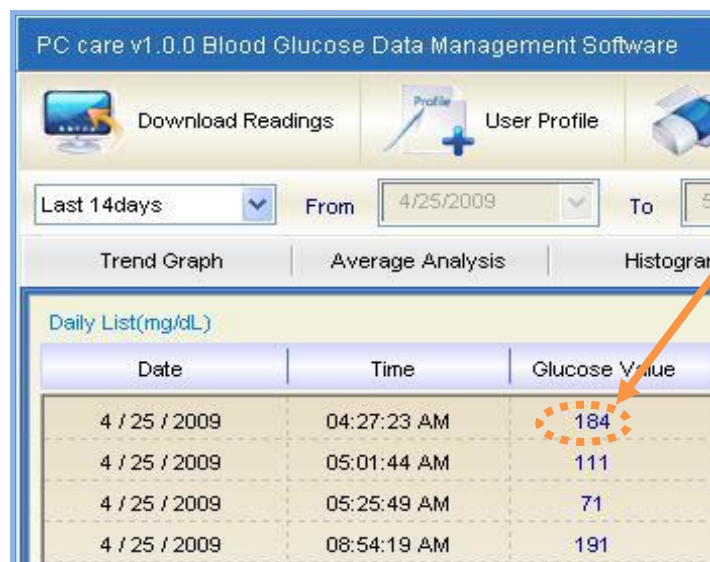 PC care v1.0.0 Blood Glucose Data Management Software
Download Readings Profile User Profile
Last 14days From 4/25/2009 To 5
Trend Graph Average Analysis Histogra
Daily List(mg/dL)
Date Time Glucose Value
4 / 25 / 2009 04:27:23 AM 184
4 / 25 / 2009 05:01:44 AM 111
4 / 25 / 2009 05:25:49 AM 71
4 / 25 / 2009 08:54:19 AM 191